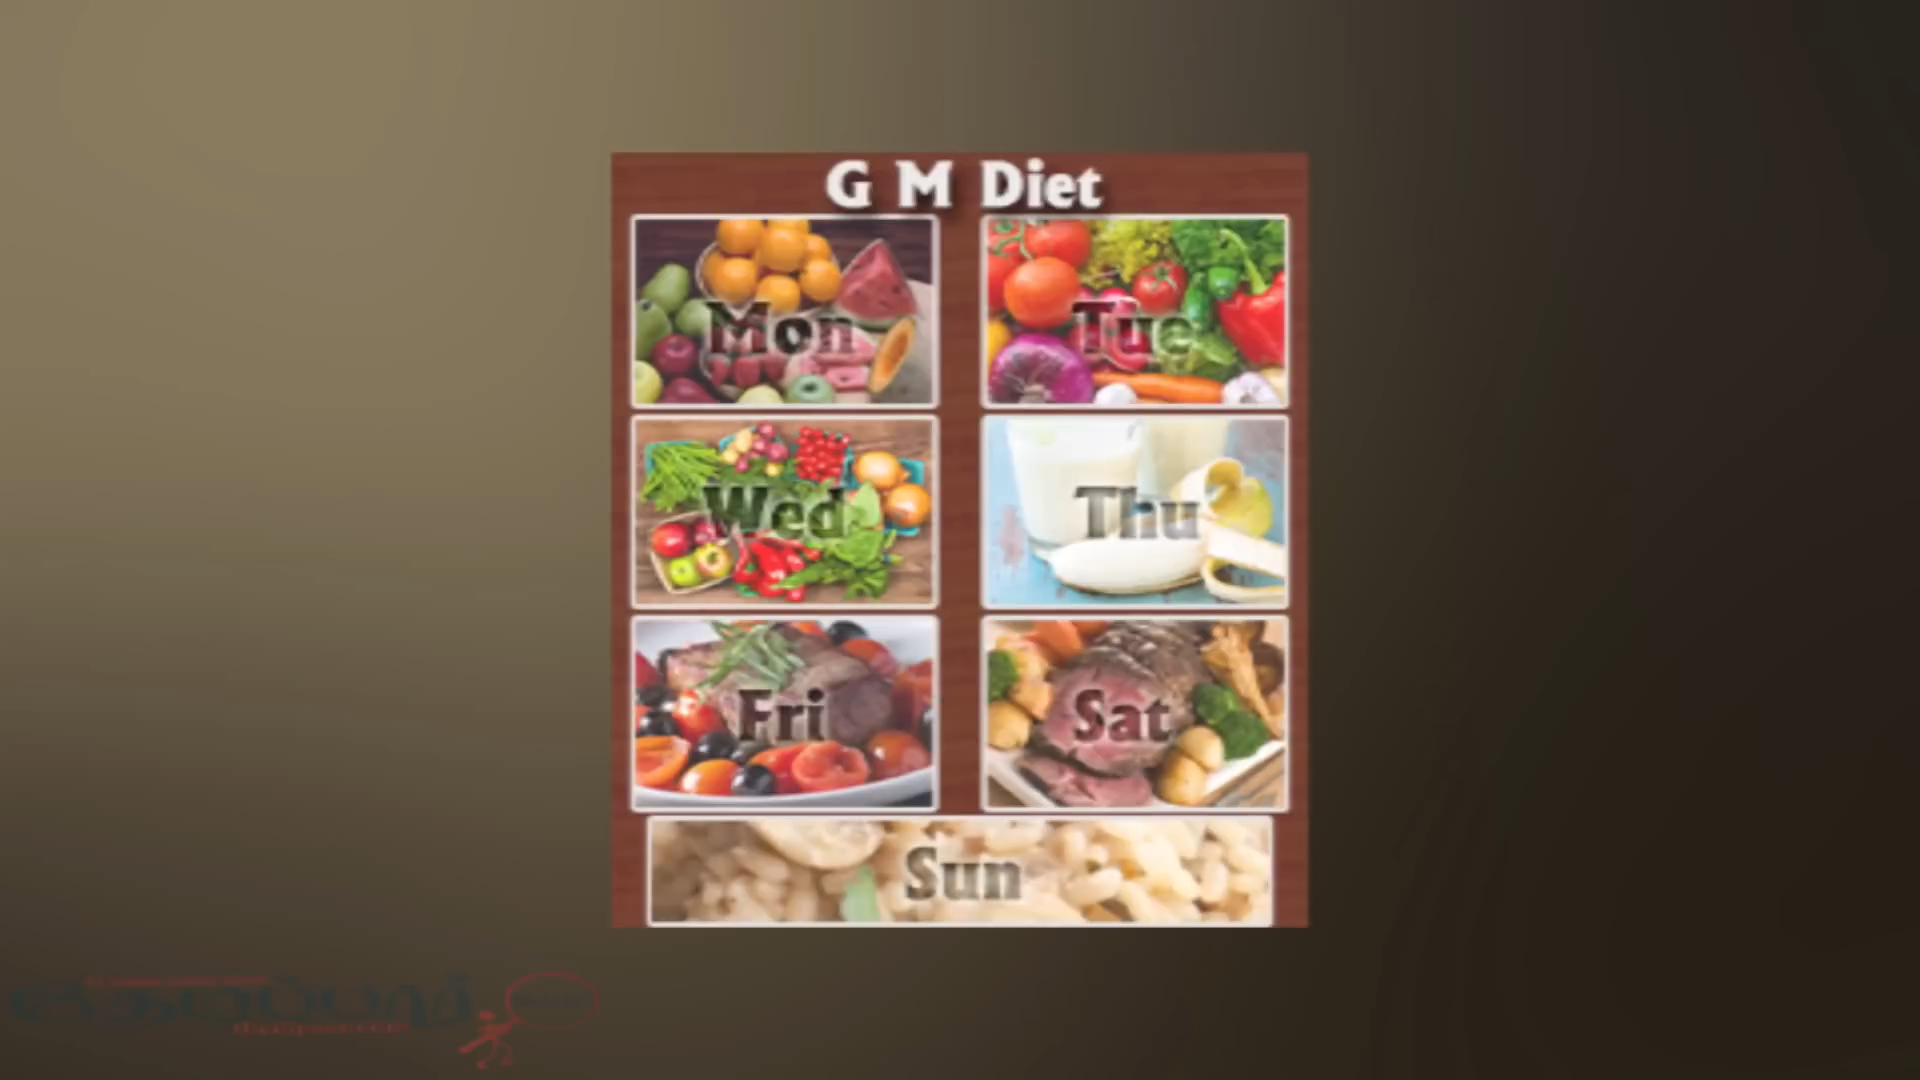 G M Diet
Mon
Tue
Wed
Thu
Fri
Sat
Sun